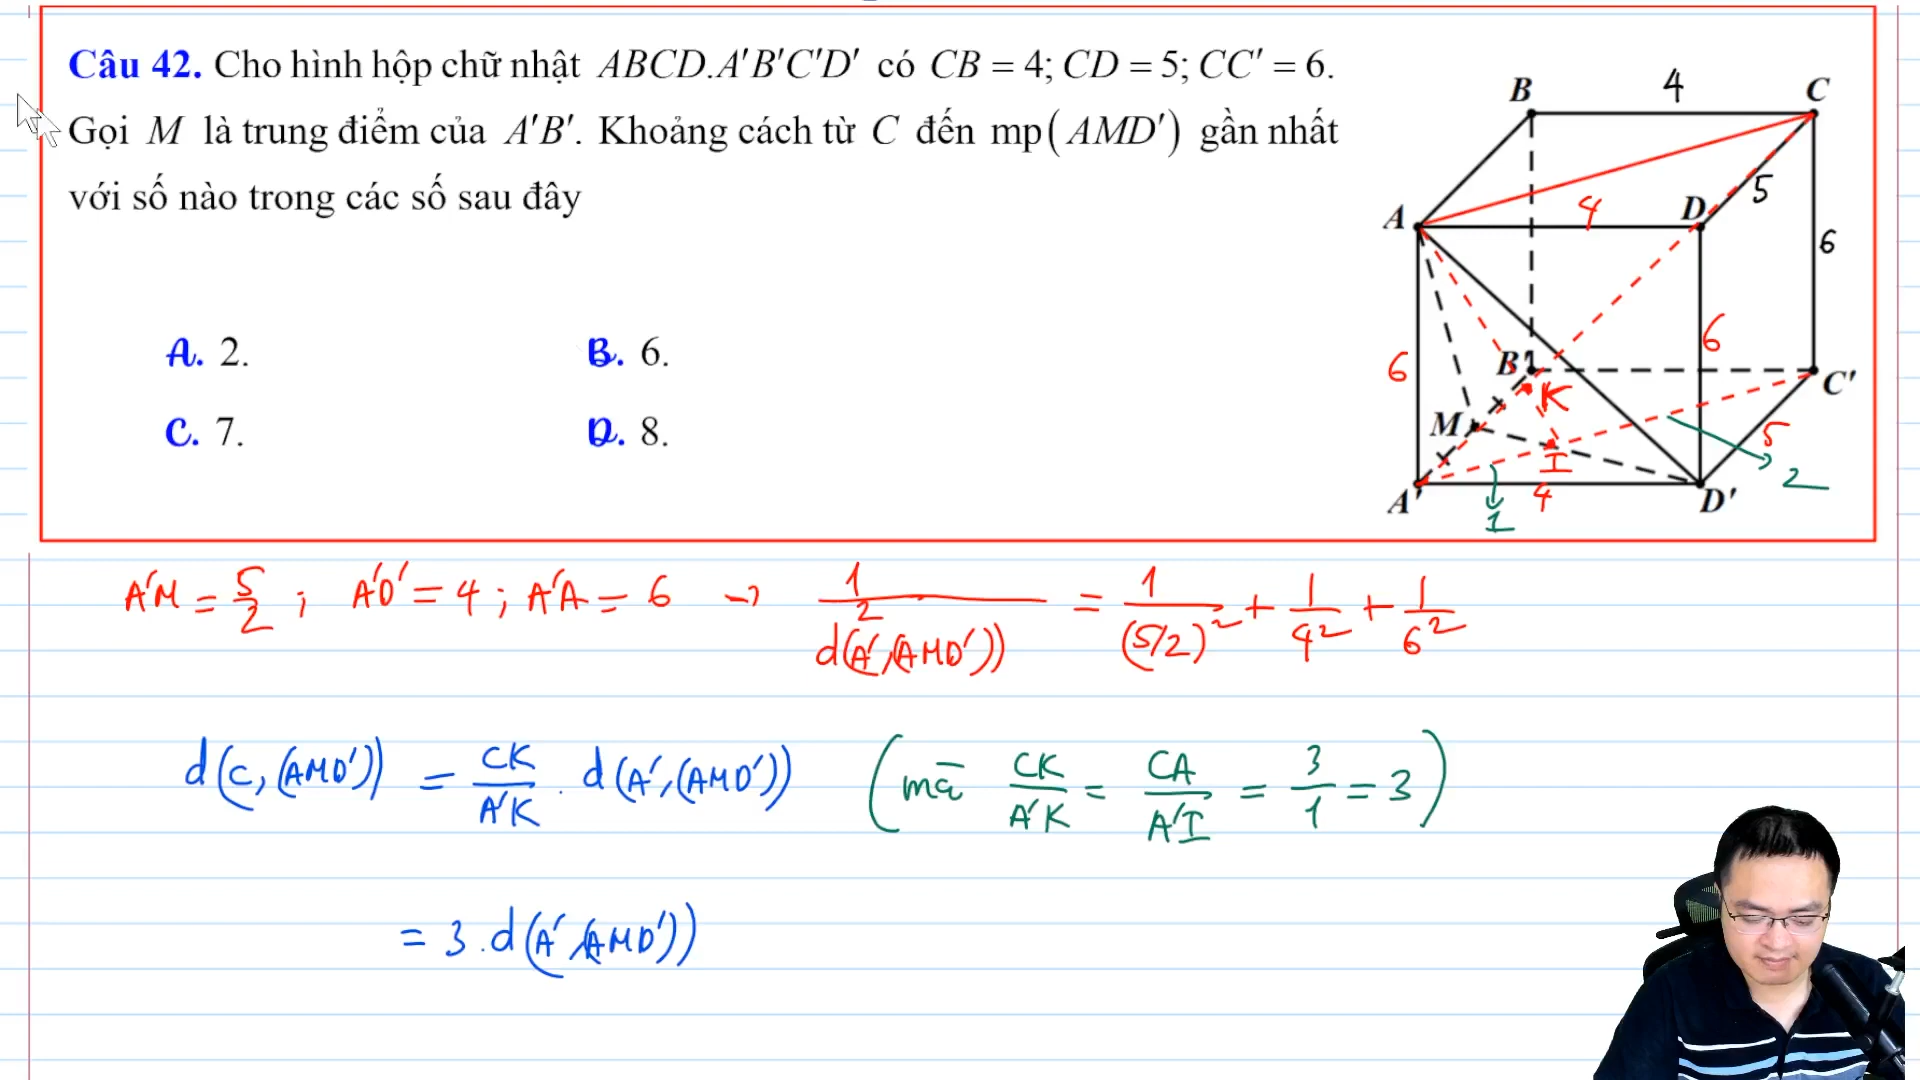 Câu 42. Cho hình hộp chữ nhật ABCD.A'B'C'D' có CB = 4; CD = 5; CC' = 6.
Gọi M là trung điểm của A'B'. Khoảng cách từ C đến mp(AMD') gần nhất
với số nào trong các số sau đây
A. 2.
B. 6.
C. 7.
D. 8.
B 4 C
A 4 D 5
6
6 6
B' K C'
M I 5
A' 4 D' 2
1
A'M = 5/2 ; A'D' = 4 ; A'A = 6 → 1/d²(A',(AMD')) = 1/(5/2)² + 1/4² + 1/6²
d(C,(AMD')) = CK/A'K . d(A',(AMD')) (mà CK/A'K = CA/A'I = 3/1 = 3)
= 3.d(A',(AMD'))